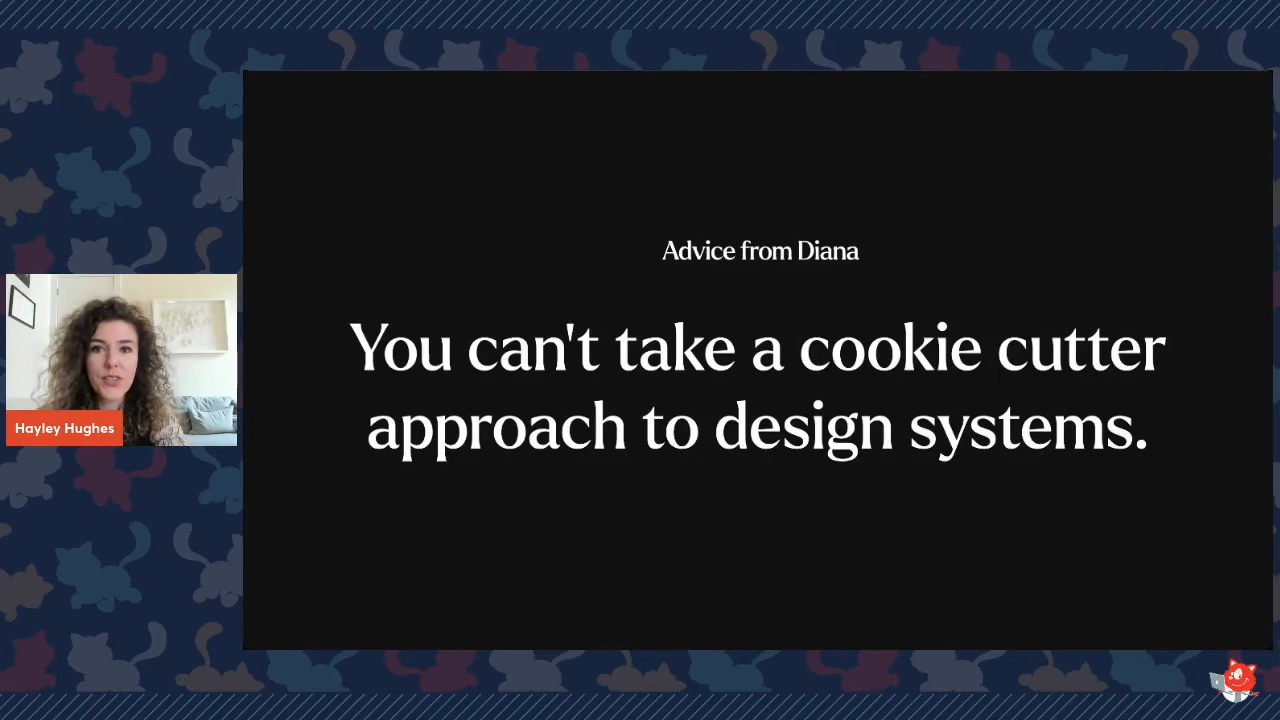 Advice from Diana
You can't take a cookie cutter
approach to design systems.
Hayley Hughes